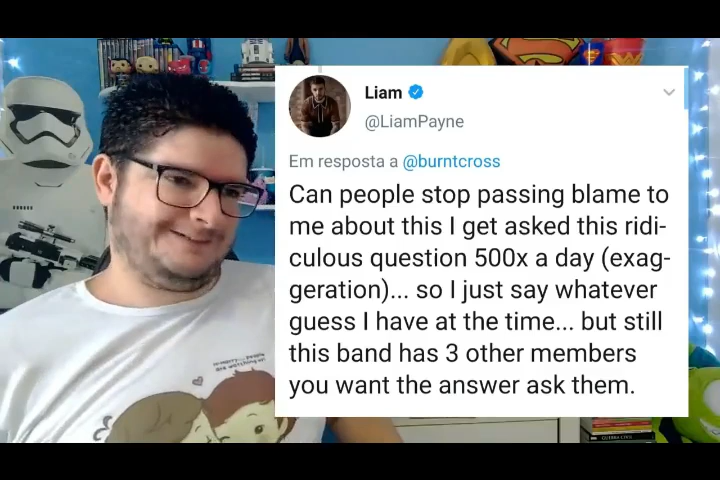 Liam
@LiamPayne
Em resposta a @burntcross
Can people stop passing blame to
me about this I get asked this ridi-
culous question 500x a day (exag-
geration)... so I just say whatever
guess I have at the time... but still
this band has 3 other members
you want the answer ask them.